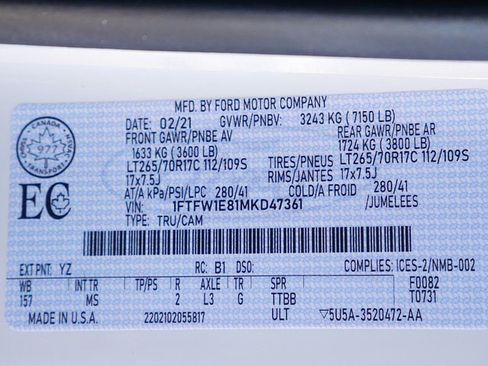 MFD. BY FORD MOTOR COMPANY
DATE: 02/21 GVWR/PNBV: 3243 KG ( 7150 LB)
FRONT GAWR/PNBE AV REAR GAWR/PNBE AR
1633 KG (3600 LB) 1724 KG (3800 LB)
LT265/70R17C 112/109S TIRES/PNEUS LT265/70R17C 112/109S
17x7.5J RIMS/JANTES 17x7.5J
AT/A kPa/PSI/LPC 280/41 COLD/A FROID 280/41
VIN: 1FTFW1E81MKD47361 /JUMELEES
TYPE: TRU/CAM
CANADA
977
EC
EXT PNT: YZ RC: B1 DSO: COMPLIES: ICES-2/NMB-002
WB INT TR TP/PS R AXLE TR SPR F0082
157 MS 2 L3 G TTBB T0731
MADE IN U.S.A. 2202102055817 ULT ▽5U5A-3520472-AA